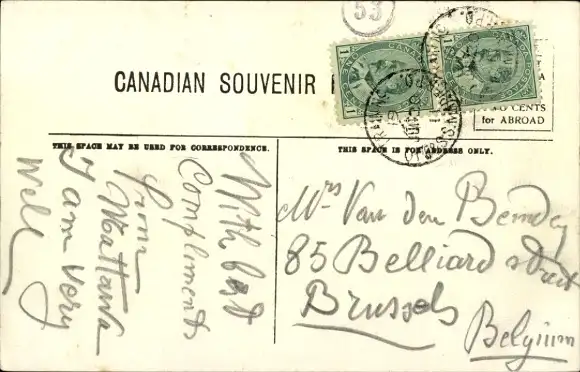 53
CANADIAN SOUVENIR
CENTS
for ABROAD
THIS SPACE MAY BE USED FOR CORRESPONDENCE.
THIS SPACE IS FOR ADDRESS ONLY.
With best
Compliments
from
Mattawa
I am very
Well
Mrs Van den
85 Belliard street
Brussels
Belgium